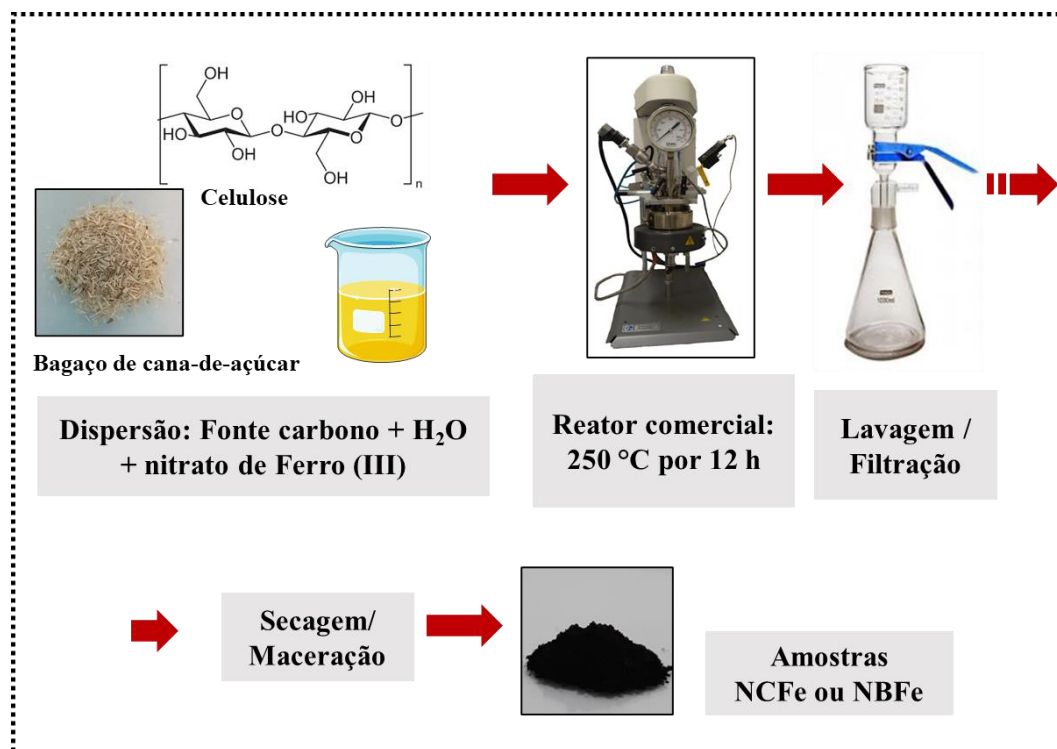 OH
OH
HO
O
O
HO
O
HO
OH
O
O
OH
n
Celulose
Bagaço de cana-de-açúcar
Dispersão: Fonte carbono + H₂O
+ nitrato de Ferro (III)
Reator comercial:
250 °C por 12 h
Lavagem /
Filtração
Secagem/
Maceração
Amostras
NCFe ou NBFe